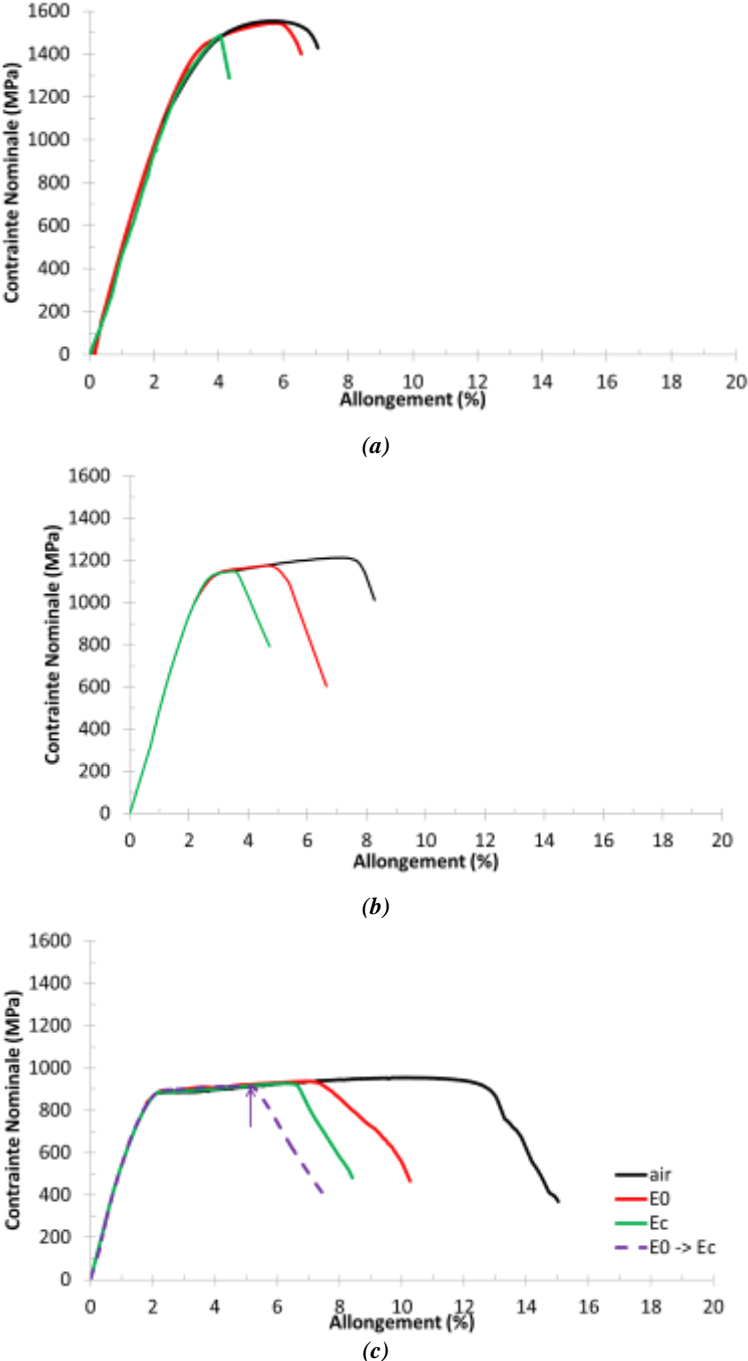 1600
1400
1200
1000
800
600
400
200
0
Contrainte Nominale (MPa)
0 2 4 6 8 10 12 14 16 18 20
Allongement (%)
(a)
1600
1400
1200
1000
800
600
400
200
0
Contrainte Nominale (MPa)
0 2 4 6 8 10 12 14 16 18 20
Allongement (%)
(b)
1600
1400
1200
1000
800
600
400
200
0
Contrainte Nominale (MPa)
air
E0
Ec
E0 -> Ec
0 2 4 6 8 10 12 14 16 18 20
Allongement (%)
(c)